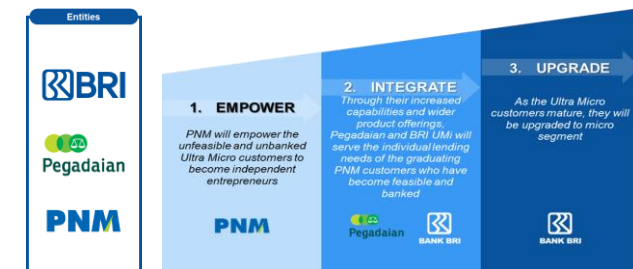 Entities
BRI
Pegadaian
PNM
1. EMPOWER
PNM will empower the
unfeasible and unbanked
Ultra Micro customers to
become independent
entrepreneurs
PNM
2. INTEGRATE
Through their increased
capabilities and wider
product offerings,
Pegadaian and BRI UMi will
serve the individual lending
needs of the graduating
PNM customers who have
become feasible and
banked
Pegadaian
BANK BRI
3. UPGRADE
As the Ultra Micro
customers mature, they will
be upgraded to micro
segment
BANK BRI